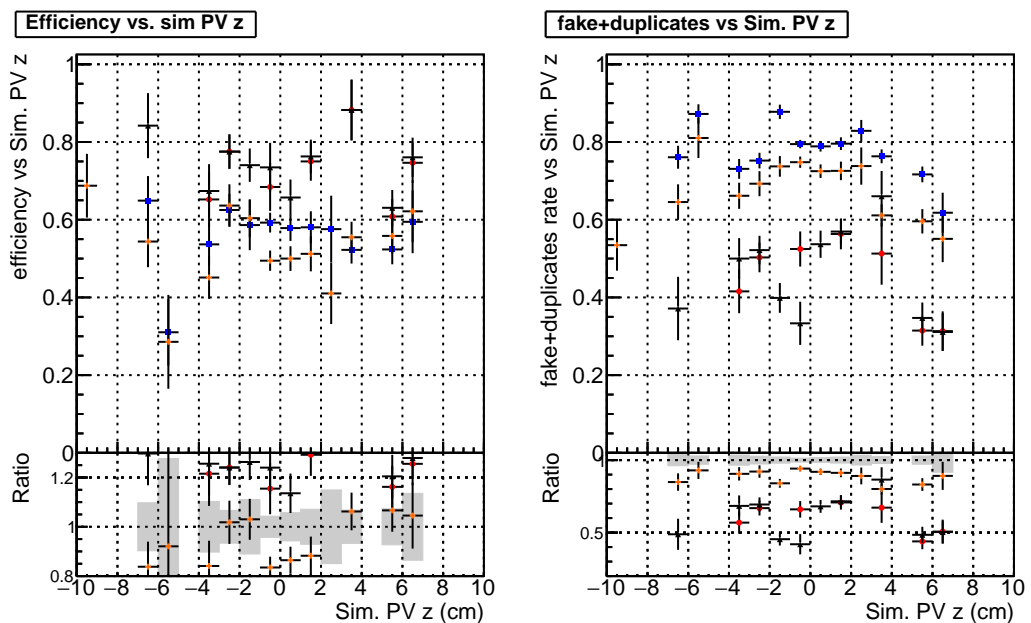 Efficiency vs. sim PV z
efficiency vs Sim. PV z
1
0.8
0.6
0.4
0.2
0
Ratio
1.2
1
0.8
−10 −8 −6 −4 −2 0 2 4 6 8 10
Sim. PV z (cm)
fake+duplicates vs Sim. PV z
fake+duplicates rate vs Sim. PV z
1
0.8
0.6
0.4
0.2
0
Ratio
0.5
−10 −8 −6 −4 −2 0 2 4 6 8 10
Sim. PV z (cm)